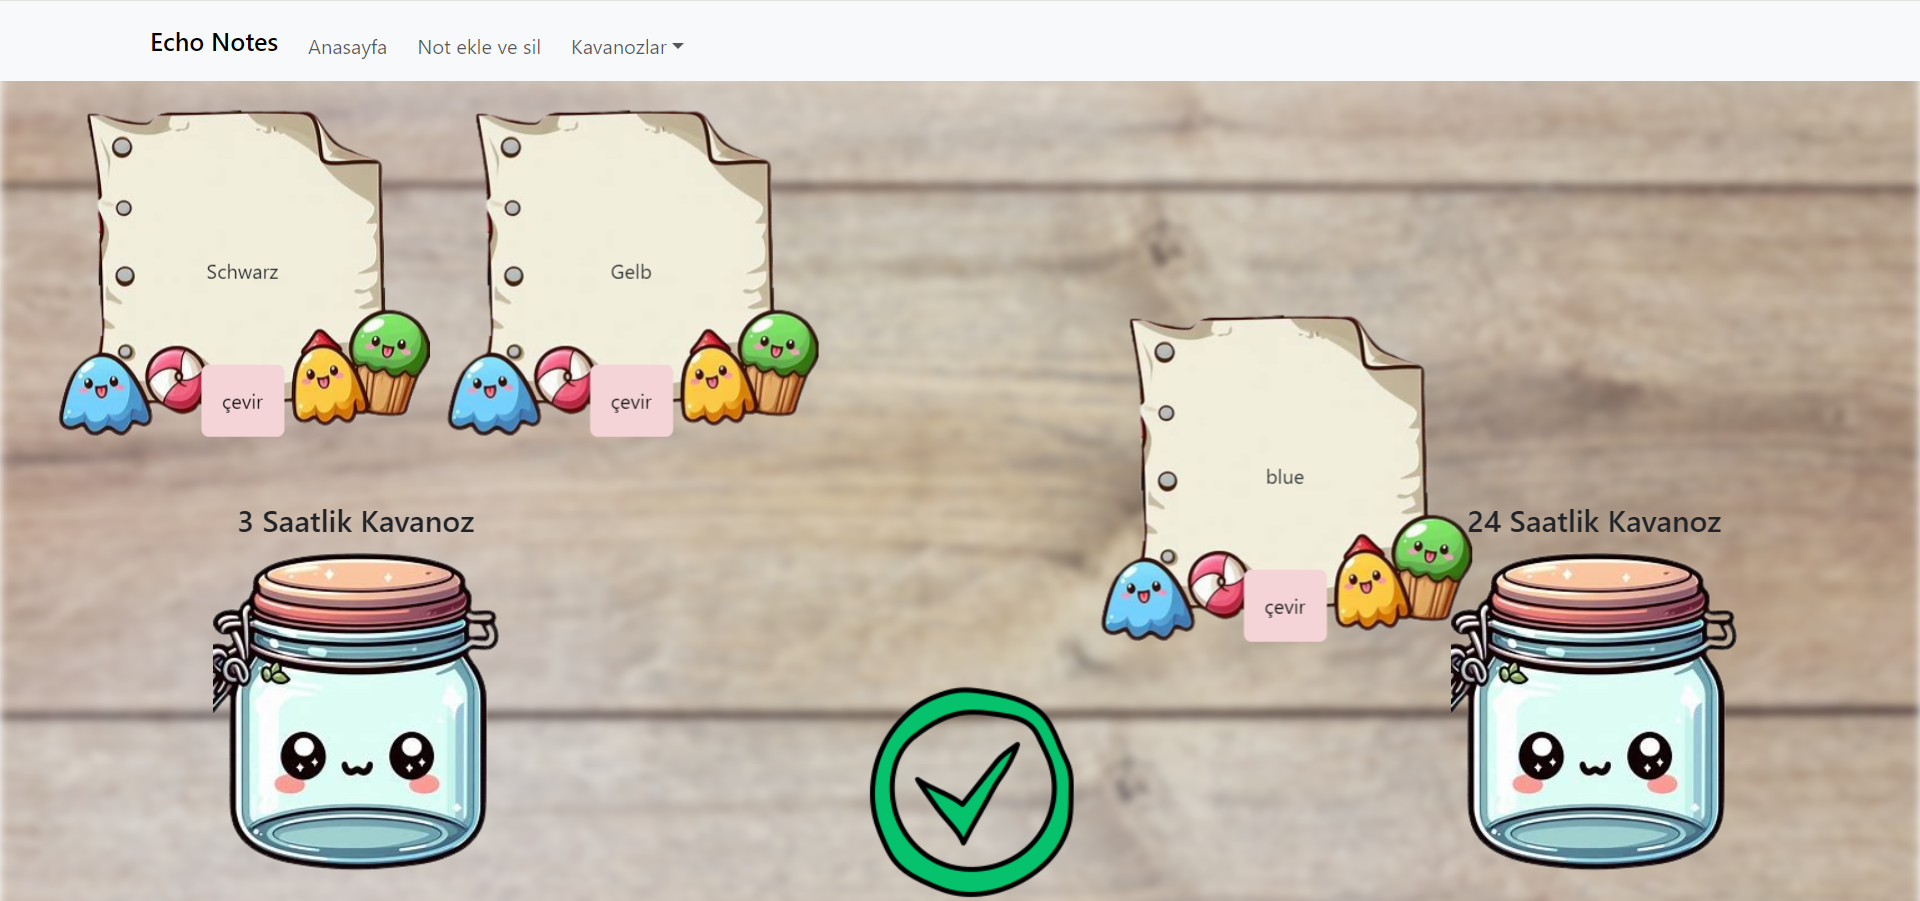 Echo Notes
Anasayfa
Not ekle ve sil
Kavanozlar
Schwarz
çevir
Gelb
çevir
blue
çevir
3 Saatlik Kavanoz
24 Saatlik Kavanoz